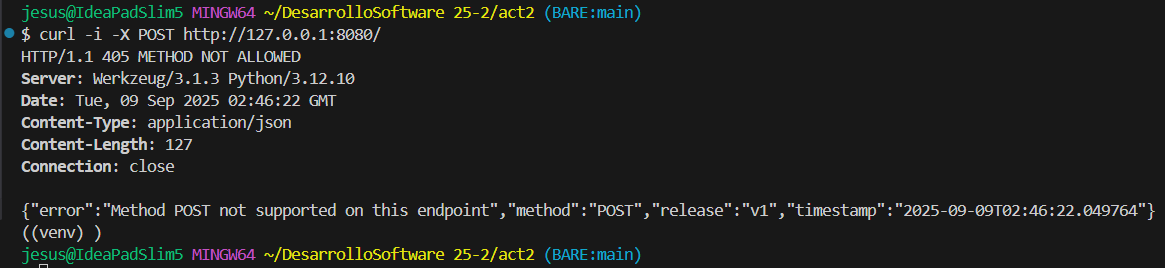 jesus@IdeaPadSlim5 MINGW64 ~/DesarrolloSoftware 25-2/act2 (BARE:main)
$ curl -i -X POST http://127.0.0.1:8080/
HTTP/1.1 405 METHOD NOT ALLOWED
Server: Werkzeug/3.1.3 Python/3.12.10
Date: Tue, 09 Sep 2025 02:46:22 GMT
Content-Type: application/json
Content-Length: 127
Connection: close
{"error":"Method POST not supported on this endpoint","method":"POST","release":"v1","timestamp":"2025-09-09T02:46:22.049764"}
((venv) )
jesus@IdeaPadSlim5 MINGW64 ~/DesarrolloSoftware 25-2/act2 (BARE:main)